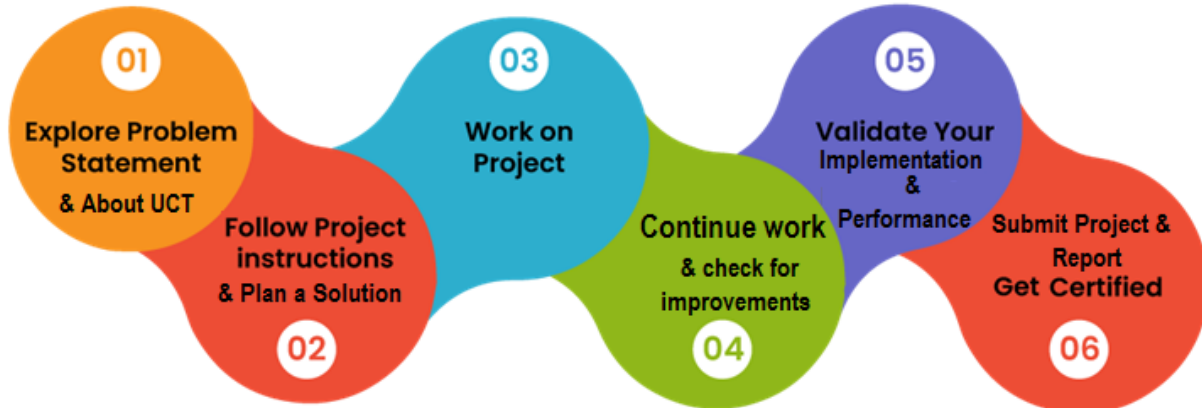 01
Explore Problem
Statement
& About UCT
Follow Project
instructions
& Plan a Solution
02
03
Work on
Project
Continue work
& check for
improvements
04
05
Validate Your
Implementation
&
Performance
Submit Project &
Report
Get Certified
06